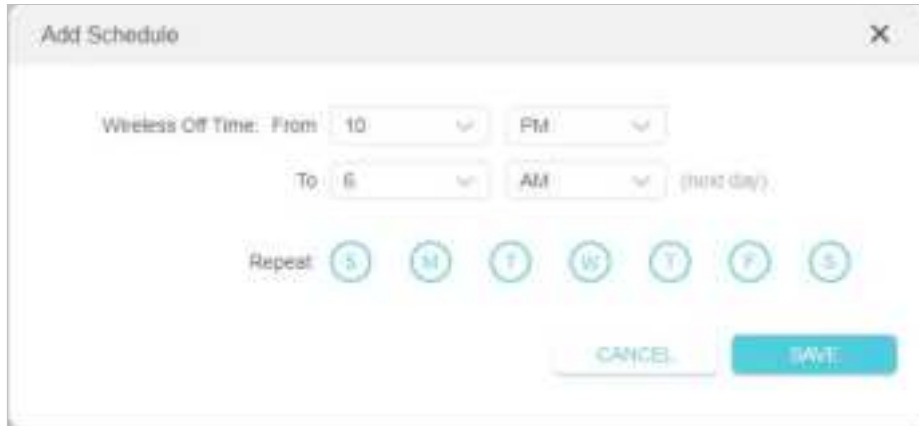 Add Schedule
Wireless Off Time: From 10 PM
To 6 AM (next day)
Repeat S M T W T F S
CANCEL SAVE